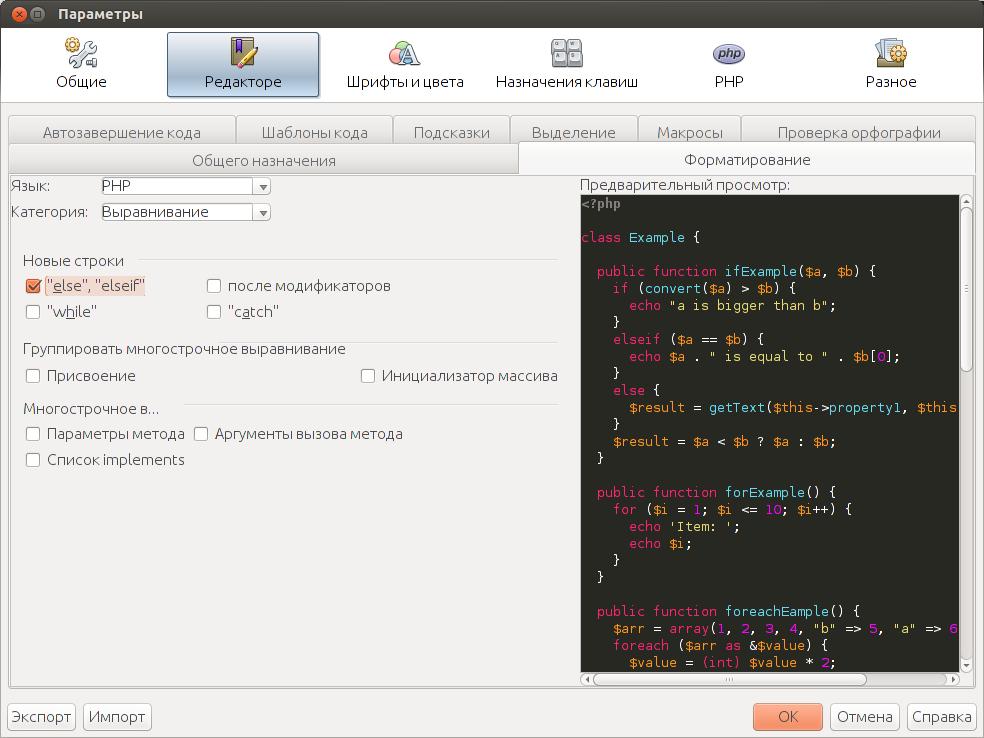 Параметры
Общие
Редакторе
Шрифты и цвета
Назначения клавиш
php
PHP
Разное
Автозавершение кода
Шаблоны кода
Подсказки
Выделение
Макросы
Проверка орфографии
Общего назначения
Форматирование
Язык: PHP
Категория: Выравнивание
Новые строки
"else", "elseif"
после модификаторов
"while"
"catch"
Группировать многострочное выравнивание
Присвоение
Инициализатор массива
Многострочное в...
Параметры метода
Аргументы вызова метода
Список implements
Предварительный просмотр:
<?php
class Example {
public function ifExample($a, $b) {
if (convert($a) > $b) {
echo "a is bigger than b";
}
elseif ($a == $b) {
echo $a . " is equal to " . $b[0];
}
else {
$result = getText($this->property1, $this
}
$result = $a < $b ? $a : $b;
}
public function forExample() {
for ($i = 1; $i <= 10; $i++) {
echo 'Item: ';
echo $i;
}
}
public function foreachEample() {
$arr = array(1, 2, 3, 4, "b" => 5, "a" => 6
foreach ($arr as &$value) {
$value = (int) $value * 2;
Экспорт
Импорт
OK
Отмена
Справка